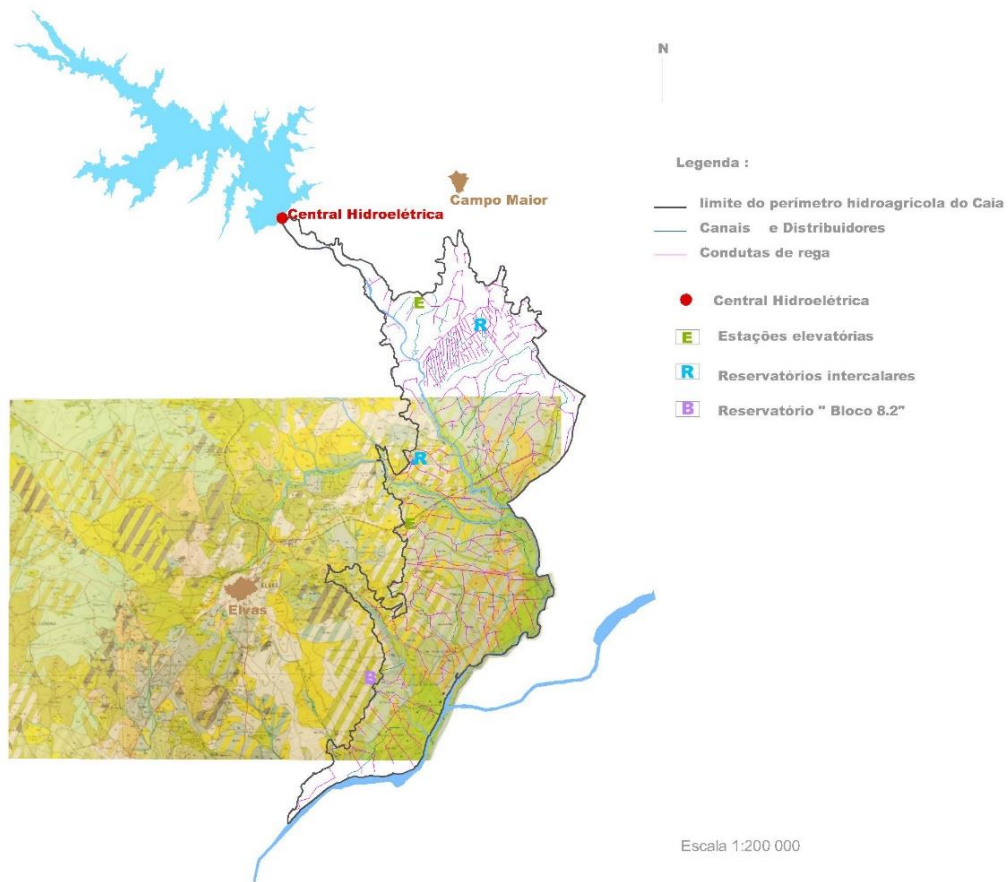 N
Legenda :
limite do perímetro hidroagrícola do Caia
Canais e Distribuidores
Condutas de rega
Central Hidroelétrica
E Estações elevatórias
R Reservatórios intercalares
B Reservatório " Bloco 8.2"
Campo Maior
Central Hidroelétrica
E
R
R
E
ELVAS
Elvas
B
Escala 1:200 000